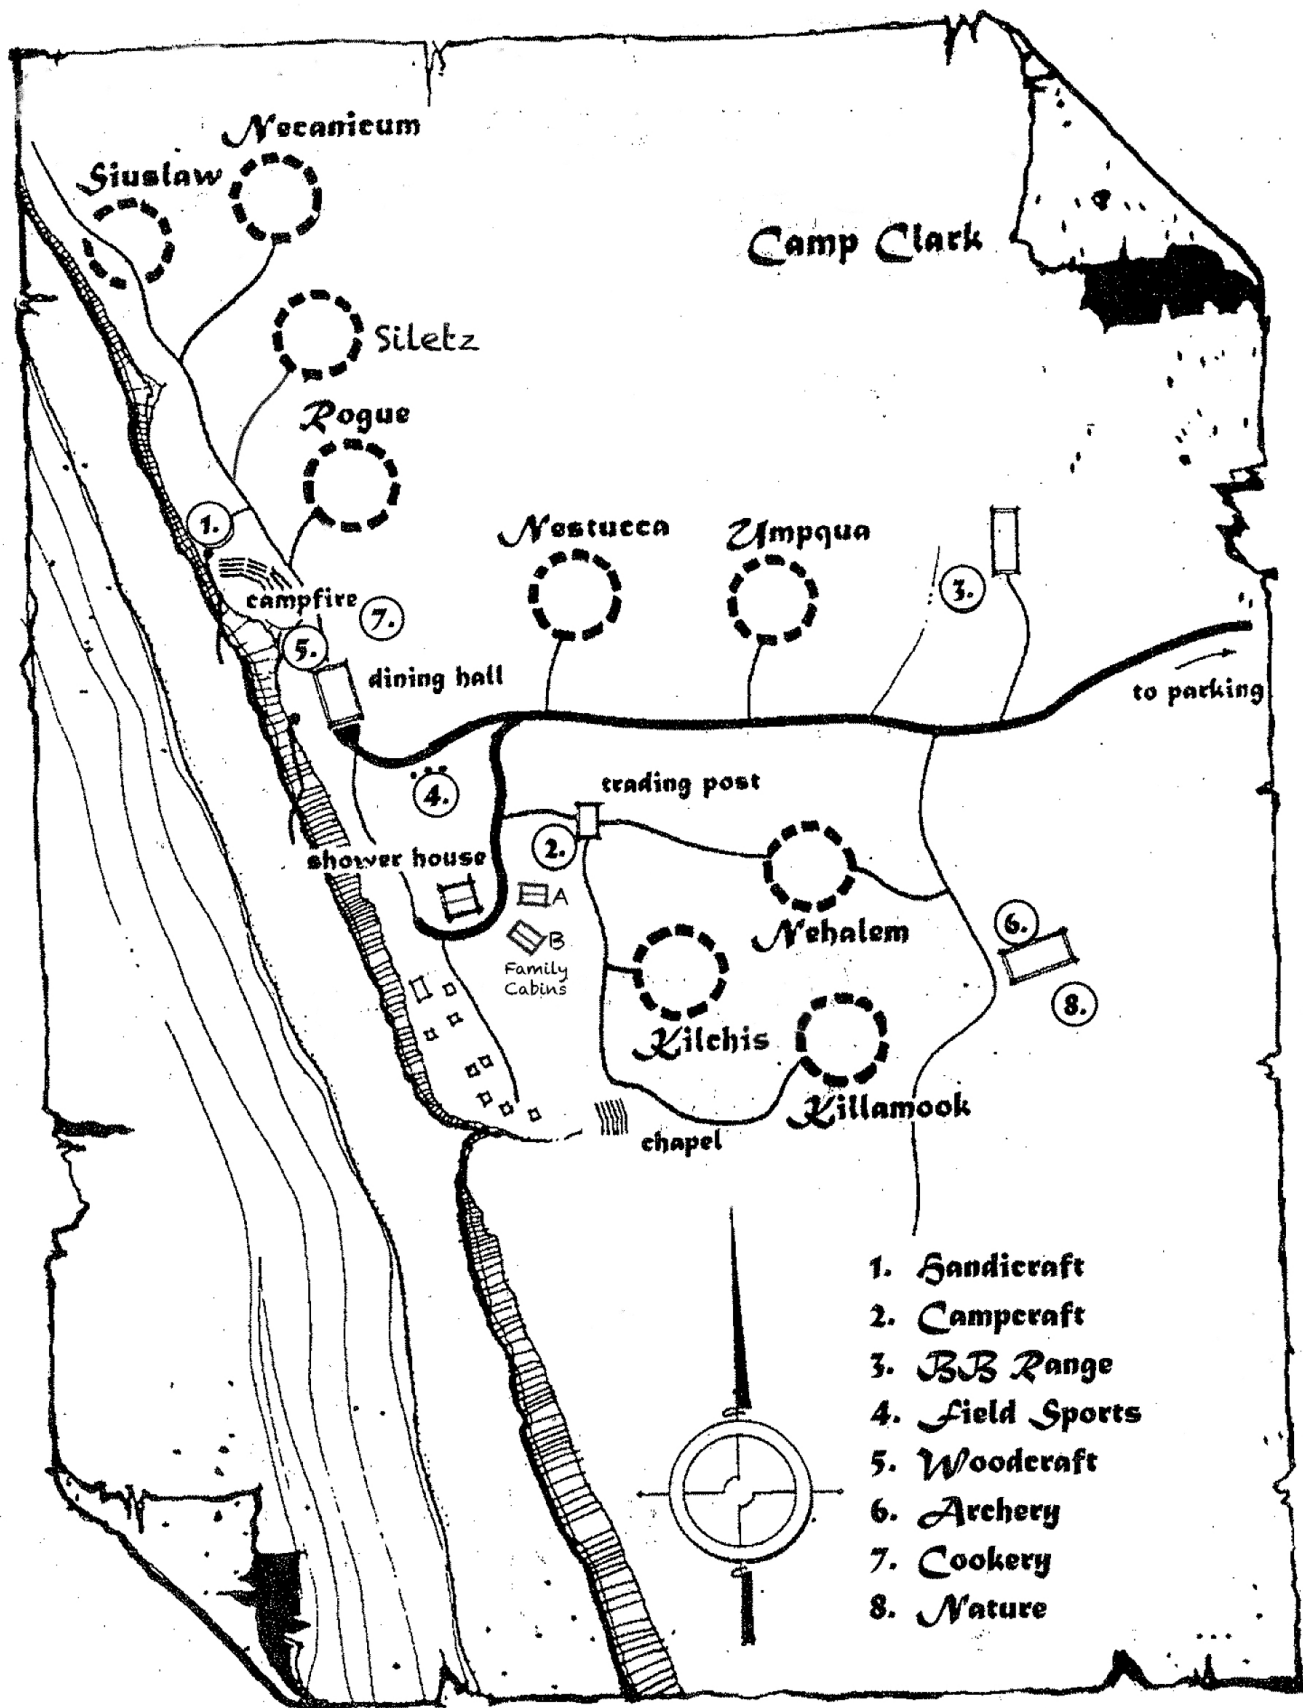 Necanicum
Siuslaw
Camp Clark
Siletz
Rogue
1.
Nestucca
Umpqua
3.
campfire
7.
5.
dining hall
to parking
4.
trading post
2.
shower house
A
B
Family
Cabins
Nehalem
6.
8.
Kilchis
Killamook
chapel
1. Handicraft
2. Campcraft
3. BB Range
4. Field Sports
5. Woodcraft
6. Archery
7. Cookery
8. Nature